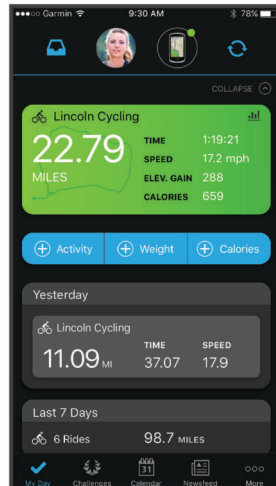 Garmin 9:30 AM 78%
COLLAPSE
Lincoln Cycling
22.79
MILES
TIME 1:19:21
SPEED 17.2 mph
ELEV. GAIN 288
CALORIES 659
Activity Weight Calories
Yesterday
Lincoln Cycling
TIME SPEED
11.09 MI 37.07 17.9
Last 7 Days
6 Rides 98.7 MILES
31
My Day Challenges Calendar Newsfeed More